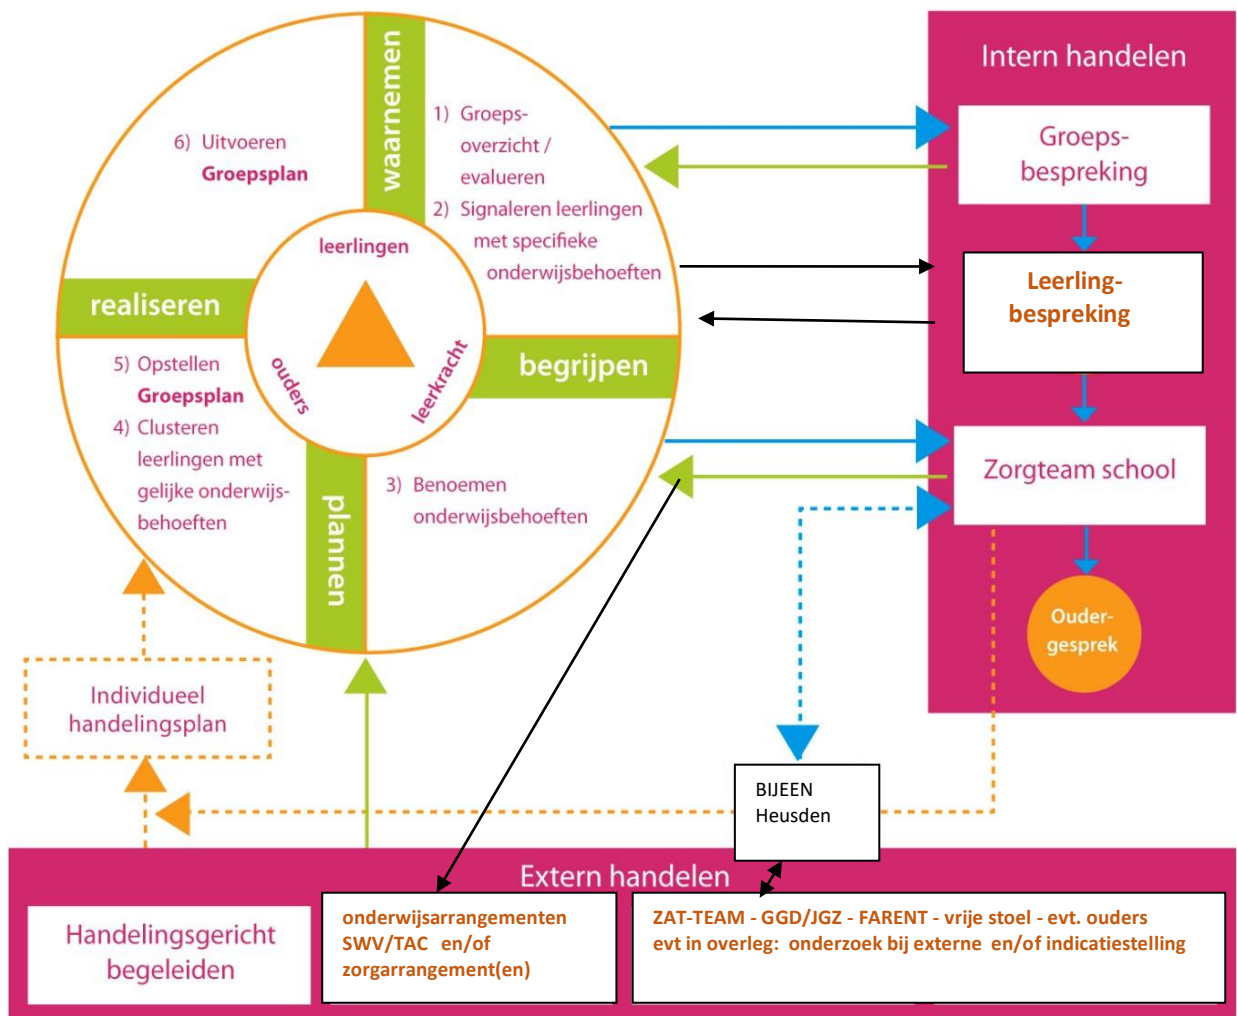 waarnemen
1) Groeps-
overzicht /
evalueren
2) Signaleren leerlingen
met specifieke
onderwijsbehoeften
begrijpen
3) Benoemen
onderwijsbehoeften
plannen
5) Opstellen
Groepsplan
4) Clusteren
leerlingen met
gelijke onderwijs-
behoeften
realiseren
6) Uitvoeren
Groepsplan
leerlingen
ouders
leerkracht
Intern handelen
Groeps-
bespreking
Leerling-
bespreking
Zorgteam school
Ouder-
gesprek
Individueel
handelingsplan
BIJEEN
Heusden
Extern handelen
Handelingsgericht
begeleiden
onderwijsarrangementen
SWV/TAC en/of
zorgarrangement(en)
ZAT-TEAM - GGD/JGZ - FARENT - vrije stoel - evt. ouders
evt in overleg: onderzoek bij externe en/of indicatiestelling